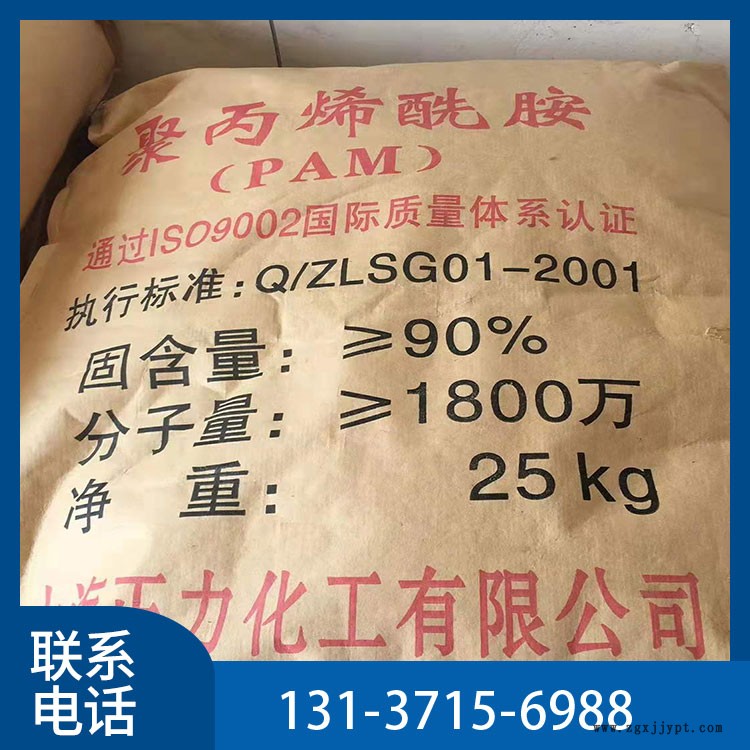 聚丙烯酰胺
(PAM)
通过ISO9002国际质量体系认证
执行标准:Q/ZLSG01-2001
固含量:≥90%
分子量:≥1800万
净 重: 25kg
正力化工有限公司
联系
电话
131-3715-6988
www.zgxjjypt.com